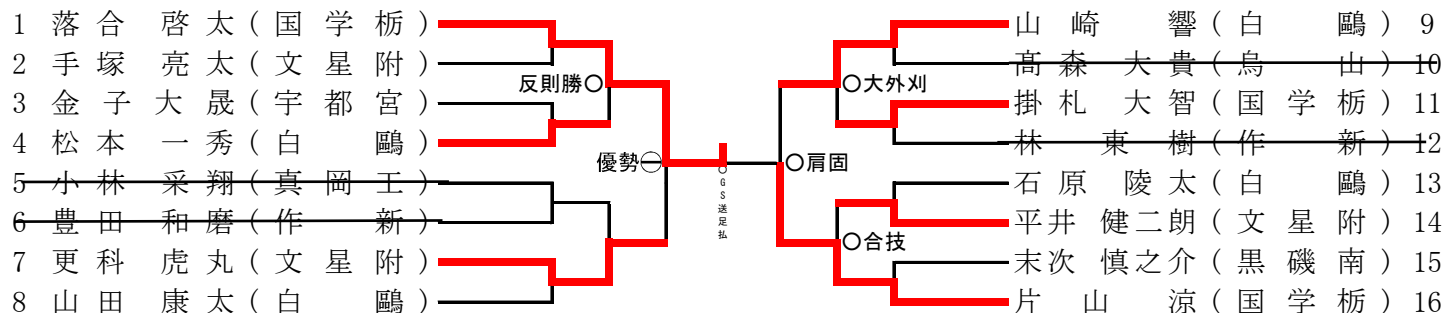 1 落合 啓太(国学栃)
2 手塚 亮太(文星附)
3 金子 大晟(宇都宮)
4 松本 一秀(白鷗)
5 小林 采翔(真岡工)
6 豊田 和磨(作新)
7 更科 虎丸(文星附)
8 山田 康太(白鷗)
反則勝○
優勢○
○GS送足払
○大外刈
○肩固
○合技
山崎 響(白鷗) 9
髙森 大貴(烏山) 10
掛札 大智(国学栃) 11
林 東樹(作新) 12
石原 陵太(白鷗) 13
平井 健二朗(文星附) 14
末次 慎之介(黒磯南) 15
片山 涼(国学栃) 16